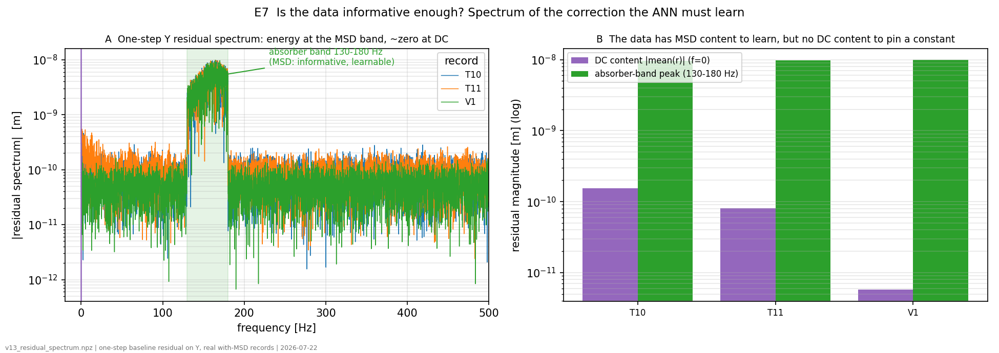 E7  Is the data informative enough? Spectrum of the correction the ANN must learn
A  One-step Y residual spectrum: energy at the MSD band, ~zero at DC
absorber band 130-180 Hz
(MSD: informative, learnable)
record
T10
T11
V1
10⁻⁸
10⁻⁹
10⁻¹⁰
10⁻¹¹
10⁻¹²
|residual spectrum|  [m]
0
100
200
300
400
500
frequency [Hz]
B  The data has MSD content to learn, but no DC content to pin a constant
DC content |mean(r)| (f=0)
absorber-band peak (130-180 Hz)
10⁻⁸
10⁻⁹
10⁻¹⁰
10⁻¹¹
residual magnitude [m] (log)
T10
T11
V1
v13_residual_spectrum.npz | one-step baseline residual on Y, real with-MSD records | 2026-07-22